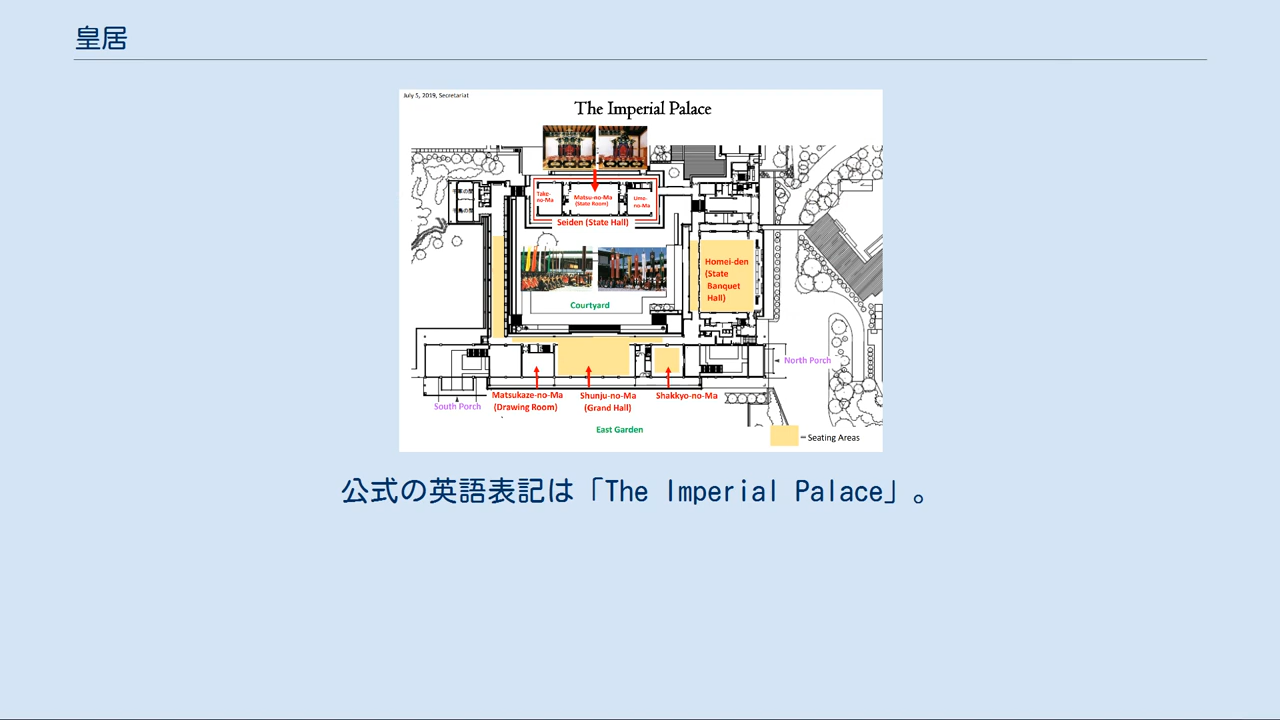 皇居
July 5, 2019, Secretariat
The Imperial Palace
Take-
no-Ma
Matsu-no-Ma
(State Room)
Ume-
no-Ma
Seiden (State Hall)
Homei-den
(State
Banquet
Hall)
Courtyard
North Porch
South Porch
Matsukaze-no-Ma
(Drawing Room)
Shunju-no-Ma
(Grand Hall)
Shakkyo-no-Ma
East Garden
= Seating Areas
公式の英語表記は「The Imperial Palace」。